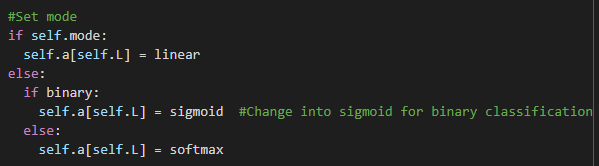 #Set mode
if self.mode:
  self.a[self.L] = linear
else:
  if binary:
    self.a[self.L] = sigmoid  #Change into sigmoid for binary classification
  else:
    self.a[self.L] = softmax